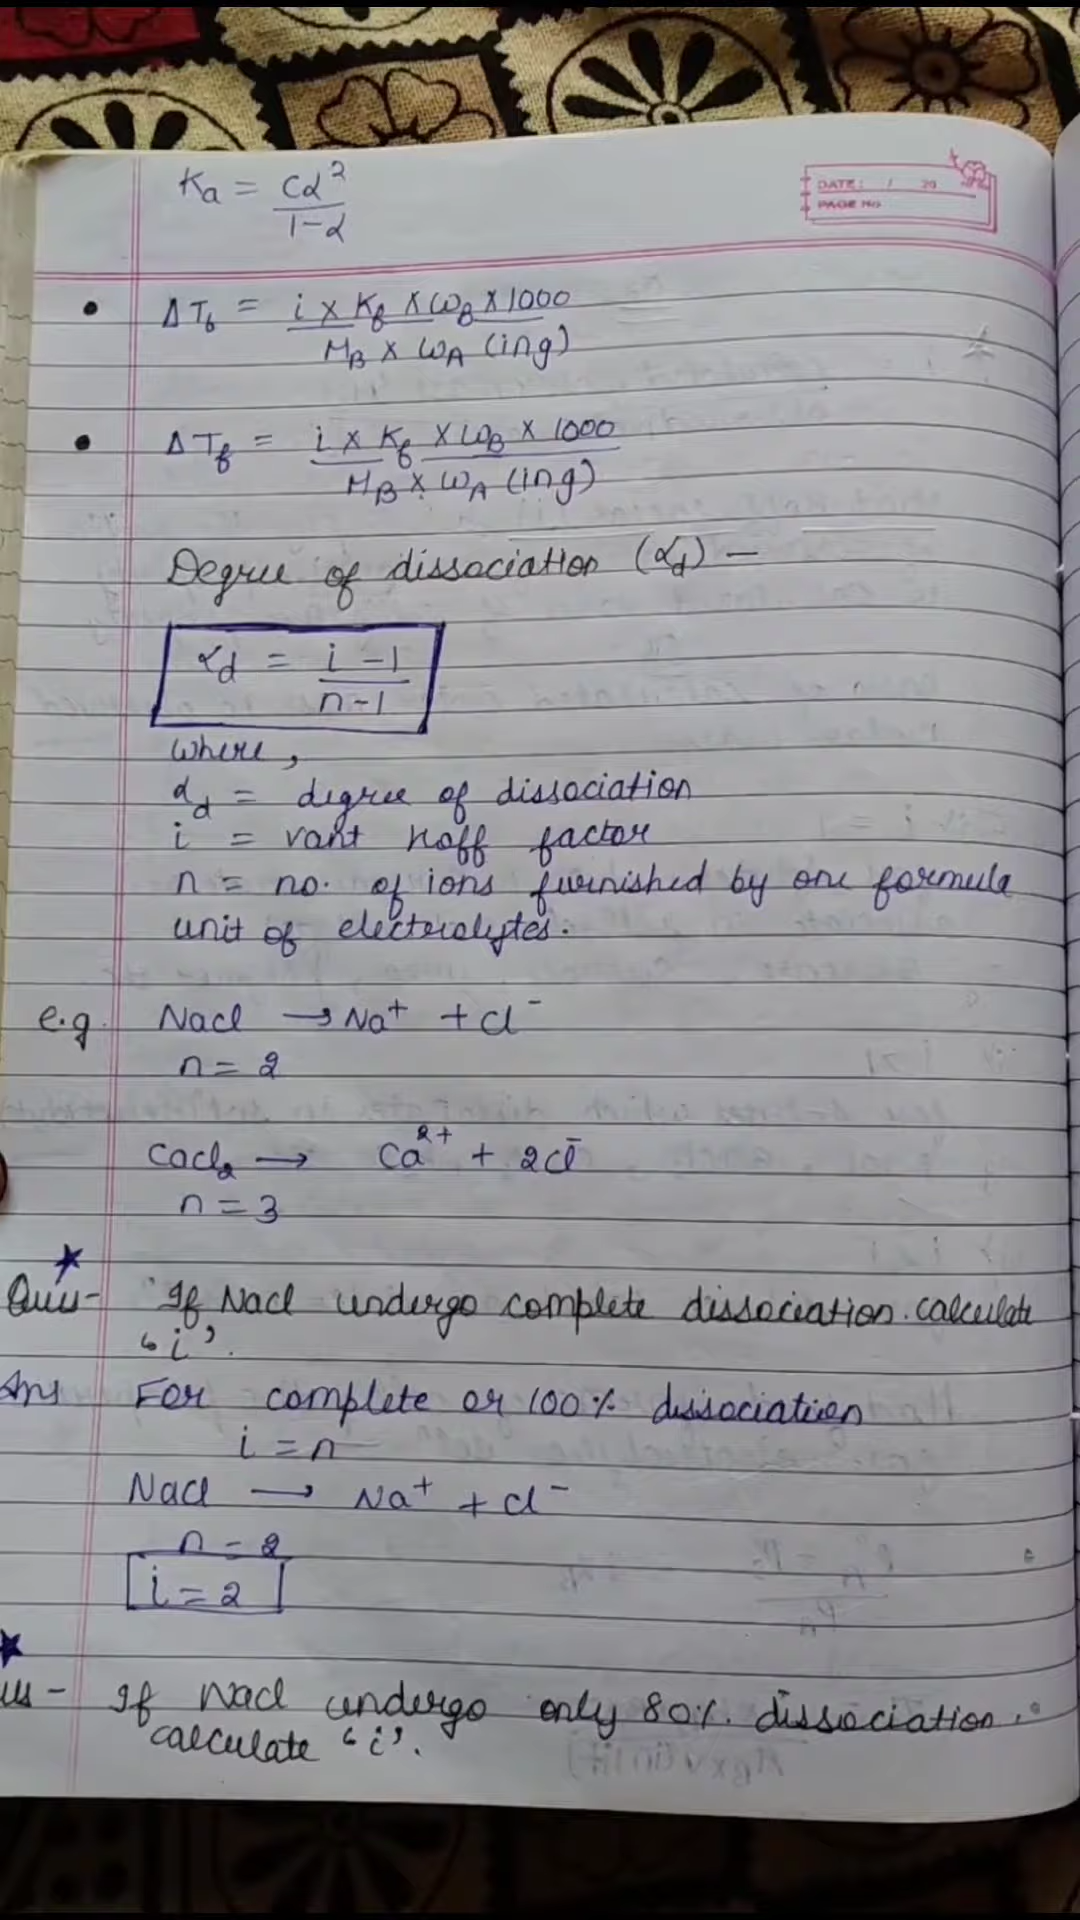 Ka = Cα²
1-α
DATE: / 20
PAGE NO
• ΔTb = i × Kb × WB × 1000
MB × WA (in g)
• ΔTf = i × Kf × WB × 1000
MB × WA (in g)
Degree of dissociation (αd) —
αd = i - 1
n-1
where,
αd = degree of dissociation
i = vant hoff factor
n = no. of ions furnished by one formula
unit of electrolytes.
e.g. Nacl → Na⁺ + Cl⁻
n = 2
Cacl₂ → Ca²⁺ + 2Cl⁻
n = 3
Ques- If Nacl undergo complete dissociation. calculate
'i'.
Ans For complete or 100% dissociation
i = n
Nacl → Na⁺ + Cl⁻
n - 2
i = 2
us- If Nacl undergo only 80%. dissociation.
calculate 'i'.